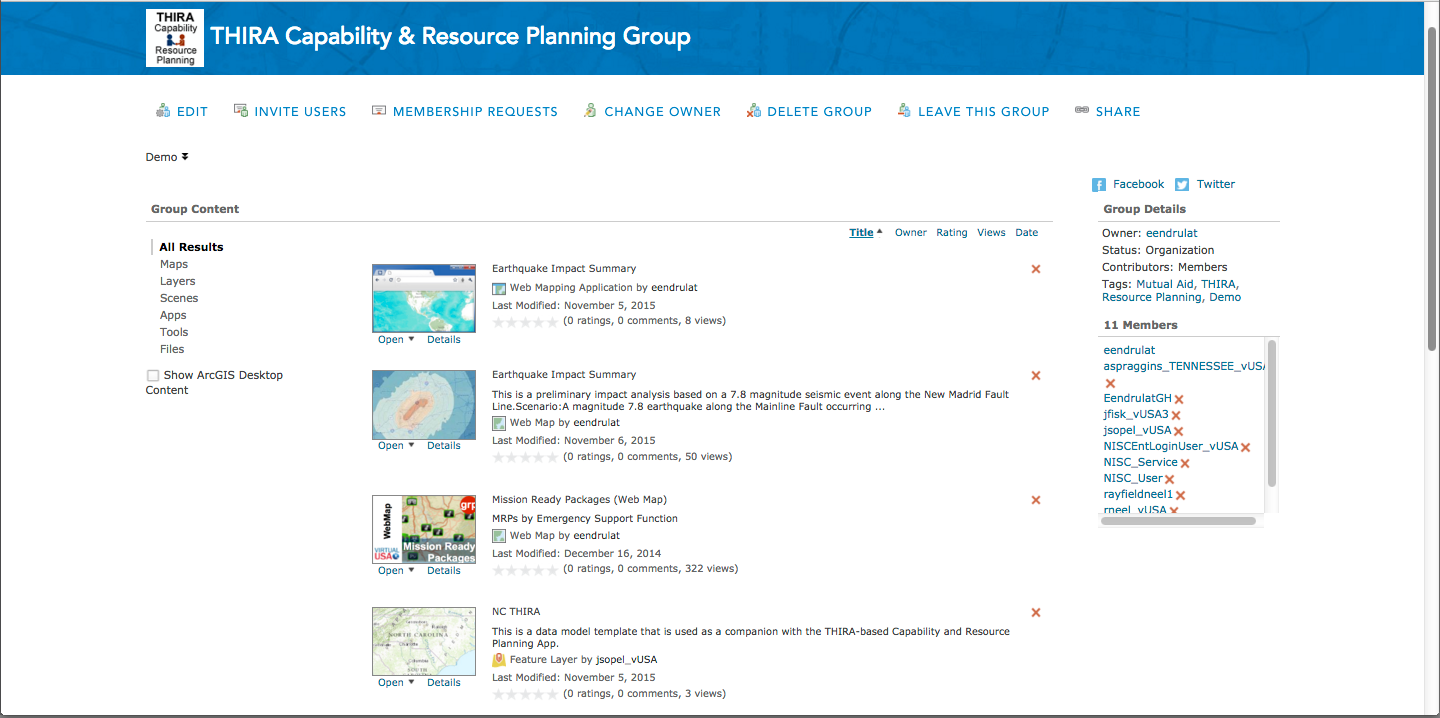 THIRA
Capability
Resource
Planning
THIRA Capability & Resource Planning Group
EDIT
INVITE USERS
MEMBERSHIP REQUESTS
CHANGE OWNER
DELETE GROUP
LEAVE THIS GROUP
SHARE
Demo
Facebook
Twitter
Group Content
Title
Owner
Rating
Views
Date
All Results
Maps
Layers
Scenes
Apps
Tools
Files
Show ArcGIS Desktop
Content
Earthquake Impact Summary
Web Mapping Application by eendrulat
Last Modified: November 5, 2015
(0 ratings, 0 comments, 8 views)
Open
Details
Earthquake Impact Summary
This is a preliminary impact analysis based on a 7.8 magnitude seismic event along the New Madrid Fault
Line.Scenario:A magnitude 7.8 earthquake along the Mainline Fault occurring ...
Web Map by eendrulat
Last Modified: November 6, 2015
(0 ratings, 0 comments, 50 views)
Open
Details
WebMap
grp
VIRTUAL
USA
Mission Ready
Packages
Mission Ready Packages (Web Map)
MRPs by Emergency Support Function
Web Map by eendrulat
Last Modified: December 16, 2014
(0 ratings, 0 comments, 322 views)
Open
Details
NORTH CAROLINA
SOUTH
CAROLINA
NC THIRA
This is a data model template that is used as a companion with the THIRA-based Capability and Resource
Planning App.
Feature Layer by jsopel_vUSA
Last Modified: November 5, 2015
(0 ratings, 0 comments, 3 views)
Open
Details
Group Details
Owner: eendrulat
Status: Organization
Contributors: Members
Tags: Mutual Aid, THIRA,
Resource Planning, Demo
11 Members
eendrulat
aspraggins_TENNESSEE_vUSA
EendrulatGH
jfisk_vUSA3
jsopel_vUSA
NISCEntLoginUser_vUSA
NISC_Service
NISC_User
rayfieldneel1
rneel_vUSA